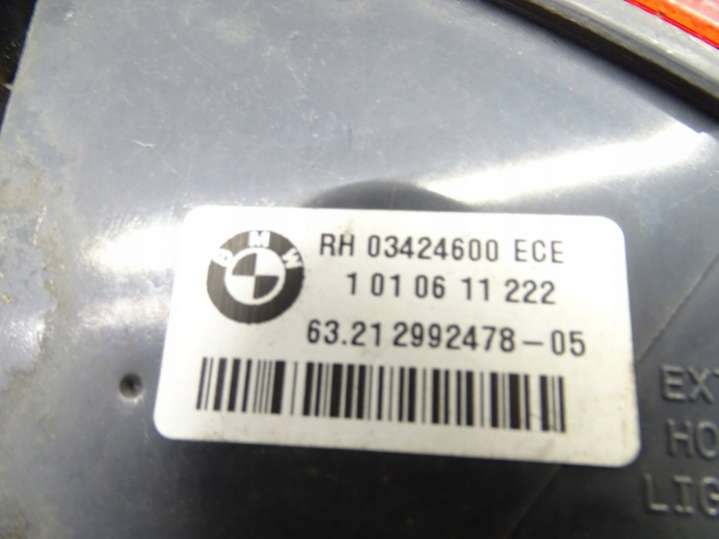 BMW
RH 03424600 ECE
1 01 06 11 222
63.21 2992478-05
EXT
HO
LIG